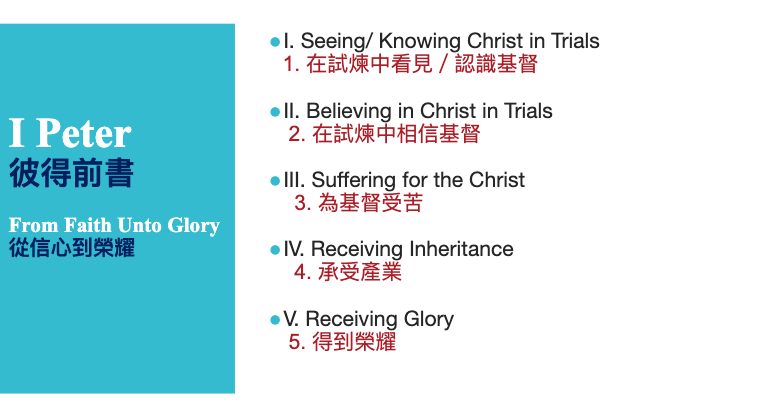 I Peter
彼得前書
From Faith Unto Glory
從信心到榮耀
●I. Seeing/ Knowing Christ in Trials
1. 在試煉中看見 / 認識基督
●II. Believing in Christ in Trials
2. 在試煉中相信基督
●III. Suffering for the Christ
3. 為基督受苦
●IV. Receiving Inheritance
4. 承受產業
●V. Receiving Glory
5. 得到榮耀